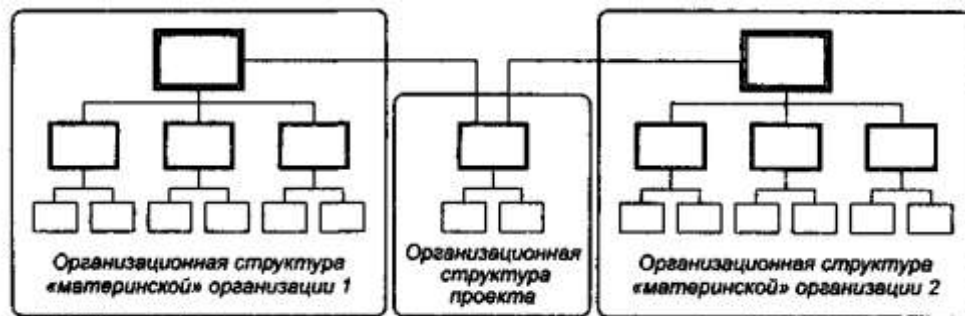 Организационная структура
«материнской» организации 1
Организационная
структура
проекта
Организационная структура
«материнской» организации 2